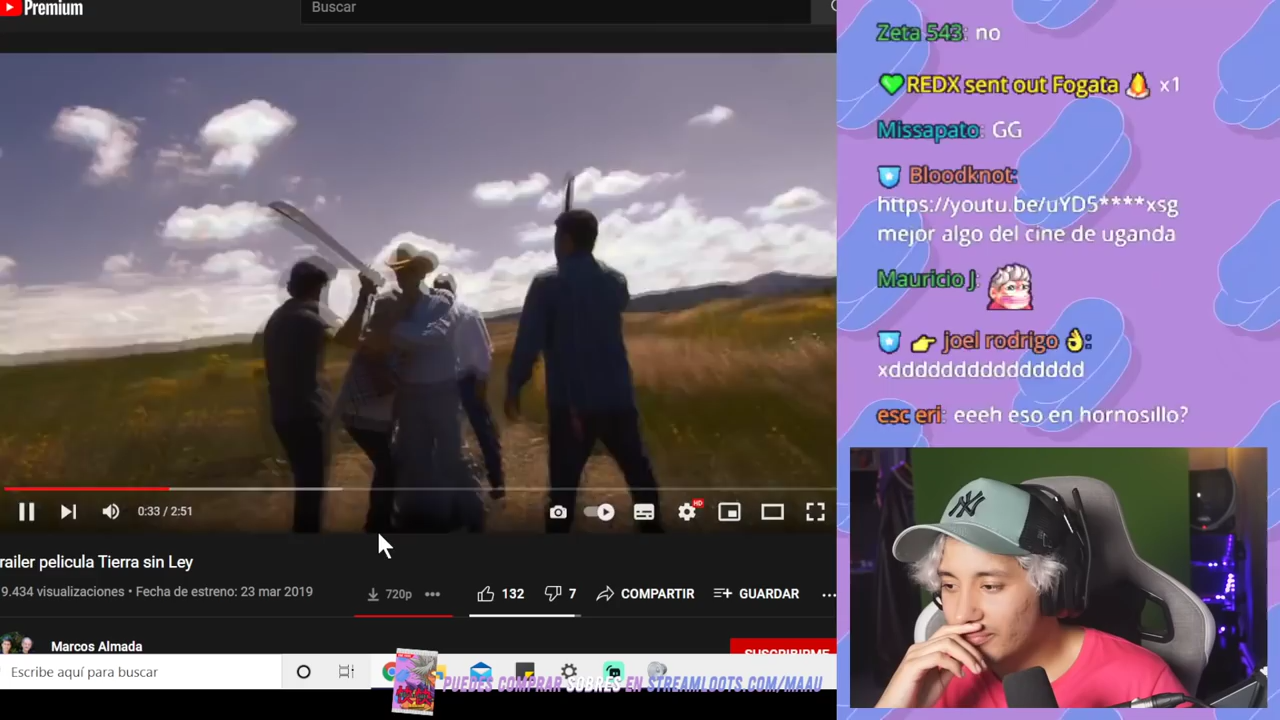 Premium
Buscar
0:33 / 2:51
HD
railer pelicula Tierra sin Ley
9.434 visualizaciones • Fecha de estreno: 23 mar 2019
720p
132
7
COMPARTIR
GUARDAR
Marcos Almada
SUSCRIBIRME
Escribe aquí para buscar
PUEDES COMPRAR SOBRES EN STREAMLOOTS.COM/MAAU
Zeta 543: no
💚REDX sent out Fogata x1
Missapato: GG
Bloodknot:
https://youtu.be/uYD5****xsg
mejor algo del cine de uganda
Mauricio J:
👉 joel rodrigo 👌:
xddddddddddddddd
esc eri: eeeh eso en hornosillo?
NY